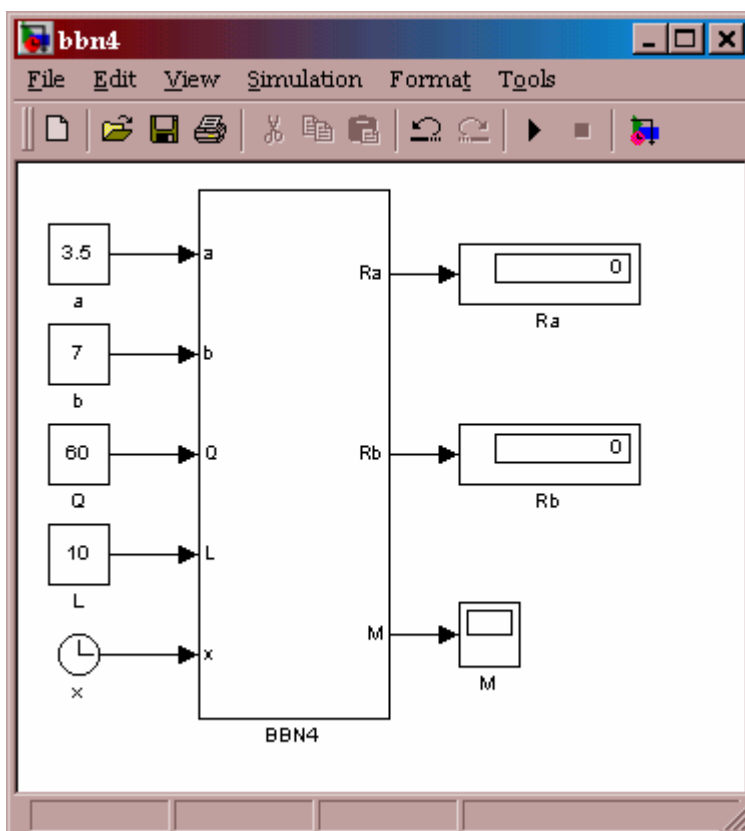 bbn4
File Edit View Simulation Format Tools
3.5
a
a
Ra
0
Ra
7
b
b
60
Q
Q
Rb
0
Rb
10
L
L
x
x
M
M
BBN4